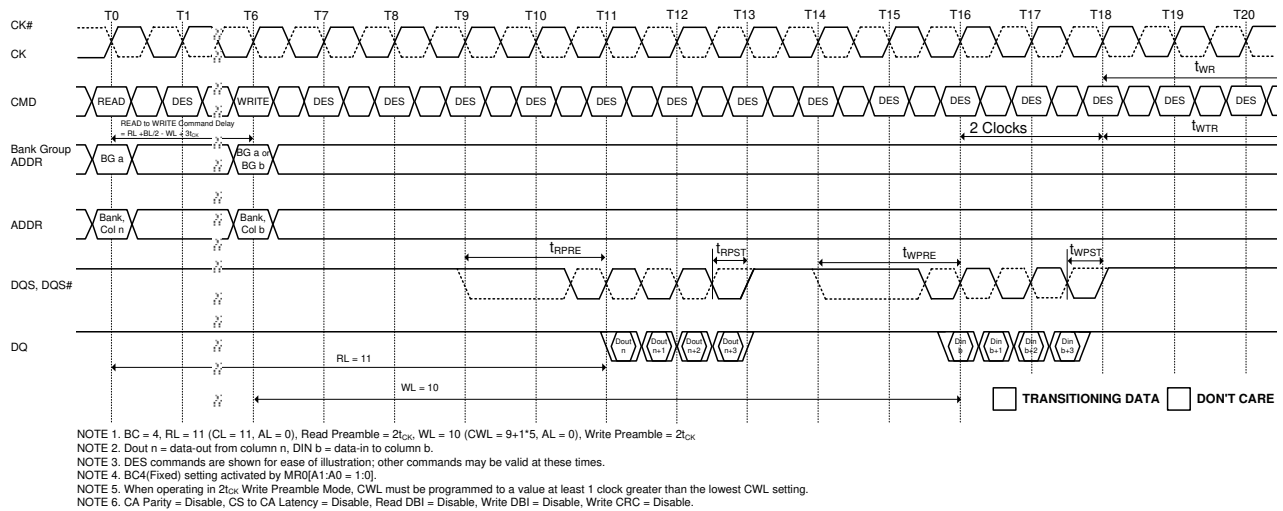 T0 T1 T6 T7 T8 T9 T10 T11 T12 T13 T14 T15 T16 T17 T18 T19 T20
CK#
CK
tWR
CMD READ DES WRITE DES DES DES DES DES DES DES DES DES DES DES DES DES DES
READ to WRITE Command Delay
= RL +BL/2 - WL + 3tCK
2 Clocks
tWTR
Bank Group
ADDR
BG a
BG a or
BG b
ADDR
Bank,
Col n
Bank,
Col b
tRPRE tRPST tWPRE tWPST
DQS, DQS#
DQ
Dout
n
Dout
n+1
Dout
n+2
Dout
n+3
Din
b
Din
b+1
Din
b+2
Din
b+3
RL = 11
WL = 10
TRANSITIONING DATA DON'T CARE
NOTE 1. BC = 4, RL = 11 (CL = 11, AL = 0), Read Preamble = 2tCK, WL = 10 (CWL = 9+1*5, AL = 0), Write Preamble = 2tCK
NOTE 2. Dout n = data-out from column n, DIN b = data-in to column b.
NOTE 3. DES commands are shown for ease of illustration; other commands may be valid at these times.
NOTE 4. BC4(Fixed) setting activated by MR0[A1:A0 = 1:0].
NOTE 5. When operating in 2tCK Write Preamble Mode, CWL must be programmed to a value at least 1 clock greater than the lowest CWL setting.
NOTE 6. CA Parity = Disable, CS to CA Latency = Disable, Read DBI = Disable, Write DBI = Disable, Write CRC = Disable.